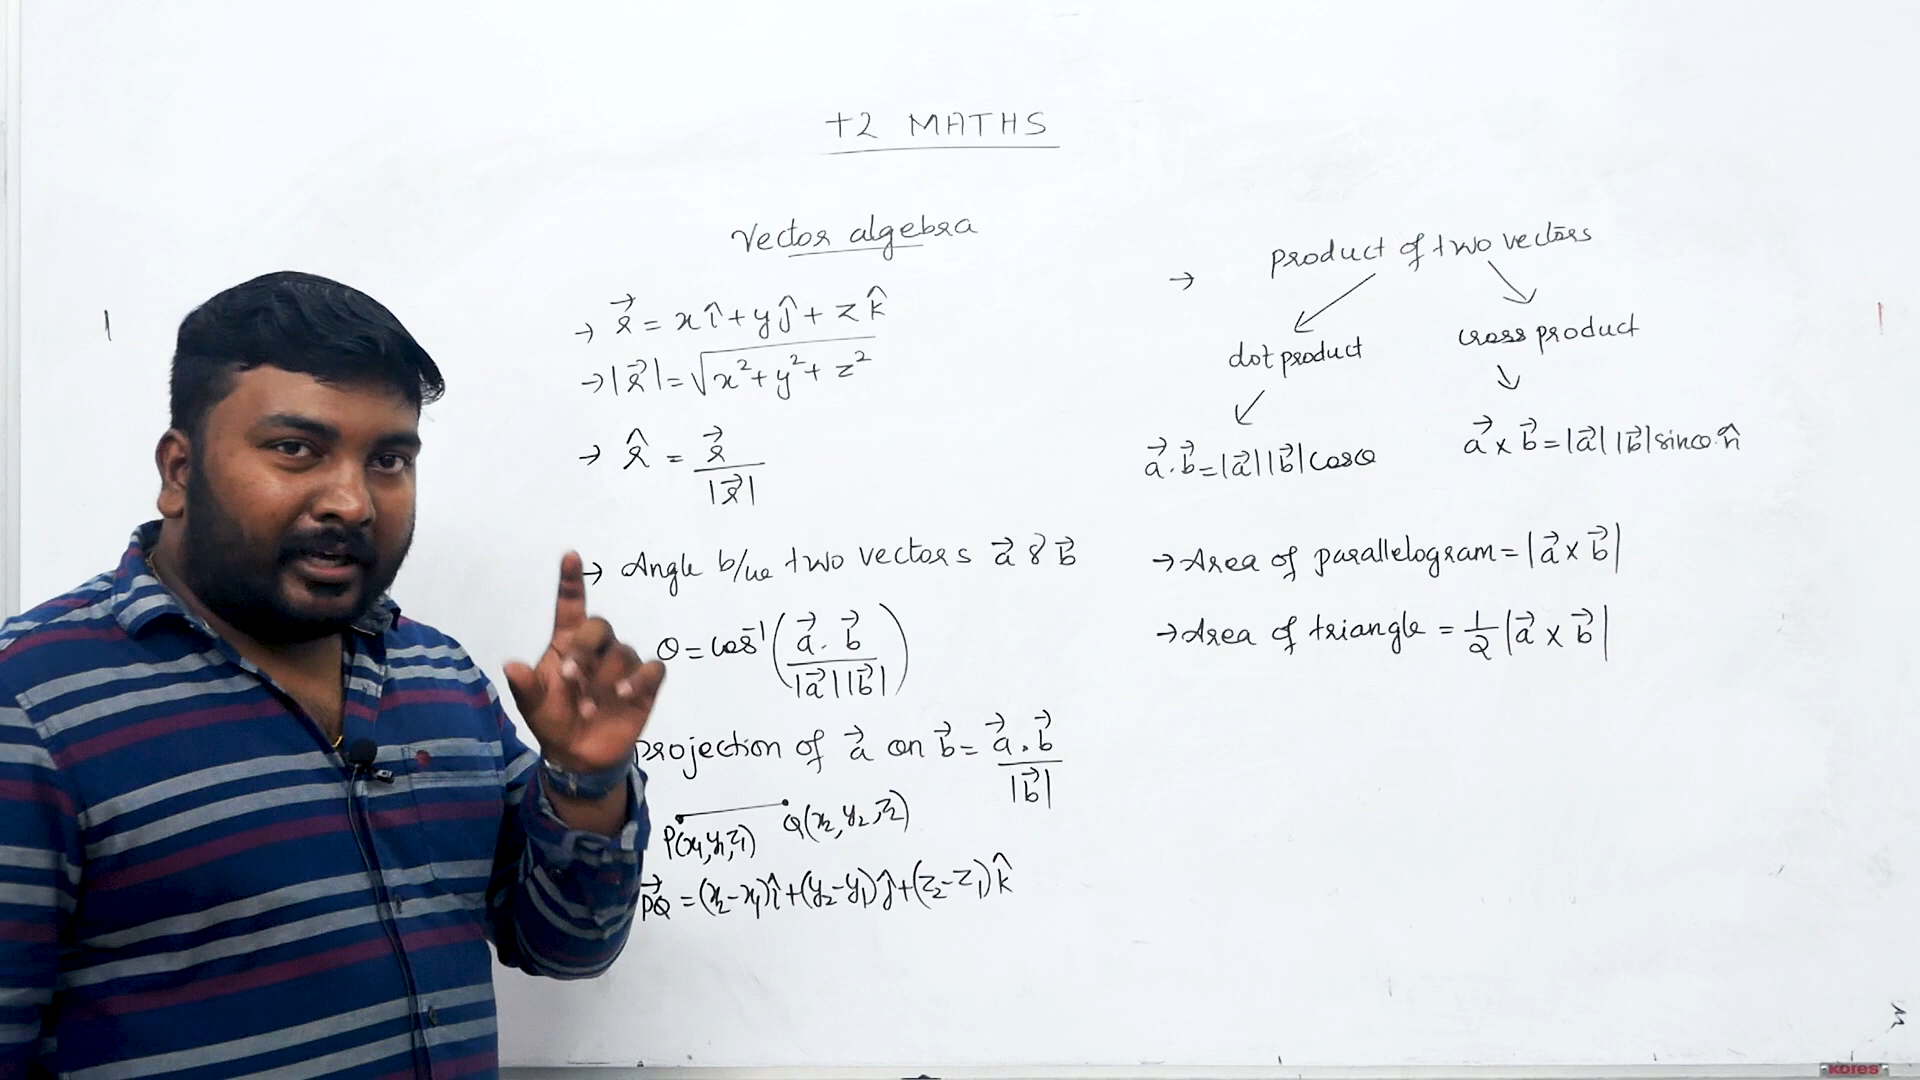 +2 MATHS
Vector algebra
→ r⃗ = xî + yĵ + zk̂
→ |r⃗| = √(x² + y² + z²)
→ r̂ = r⃗ / |r⃗|
→ Angle b/w two vectors a⃗ & b⃗
θ = cos⁻¹(a⃗ . b⃗ / |a⃗||b⃗|)
projection of a⃗ on b⃗ = a⃗ . b⃗ / |b⃗|
P(x₁, y₁, z₁) Q(x₂, y₂, z₂)
PQ⃗ = (x₂ - x₁)î + (y₂ - y₁)ĵ + (z₂ - z₁)k̂
→ product of two vectors
dot product
cross product
a⃗ . b⃗ = |a⃗||b⃗|cosθ
a⃗ × b⃗ = |a⃗||b⃗|sinθ . n̂
→ Area of parallelogram = |a⃗ × b⃗|
→ Area of triangle = 1/2 |a⃗ × b⃗|
KORES